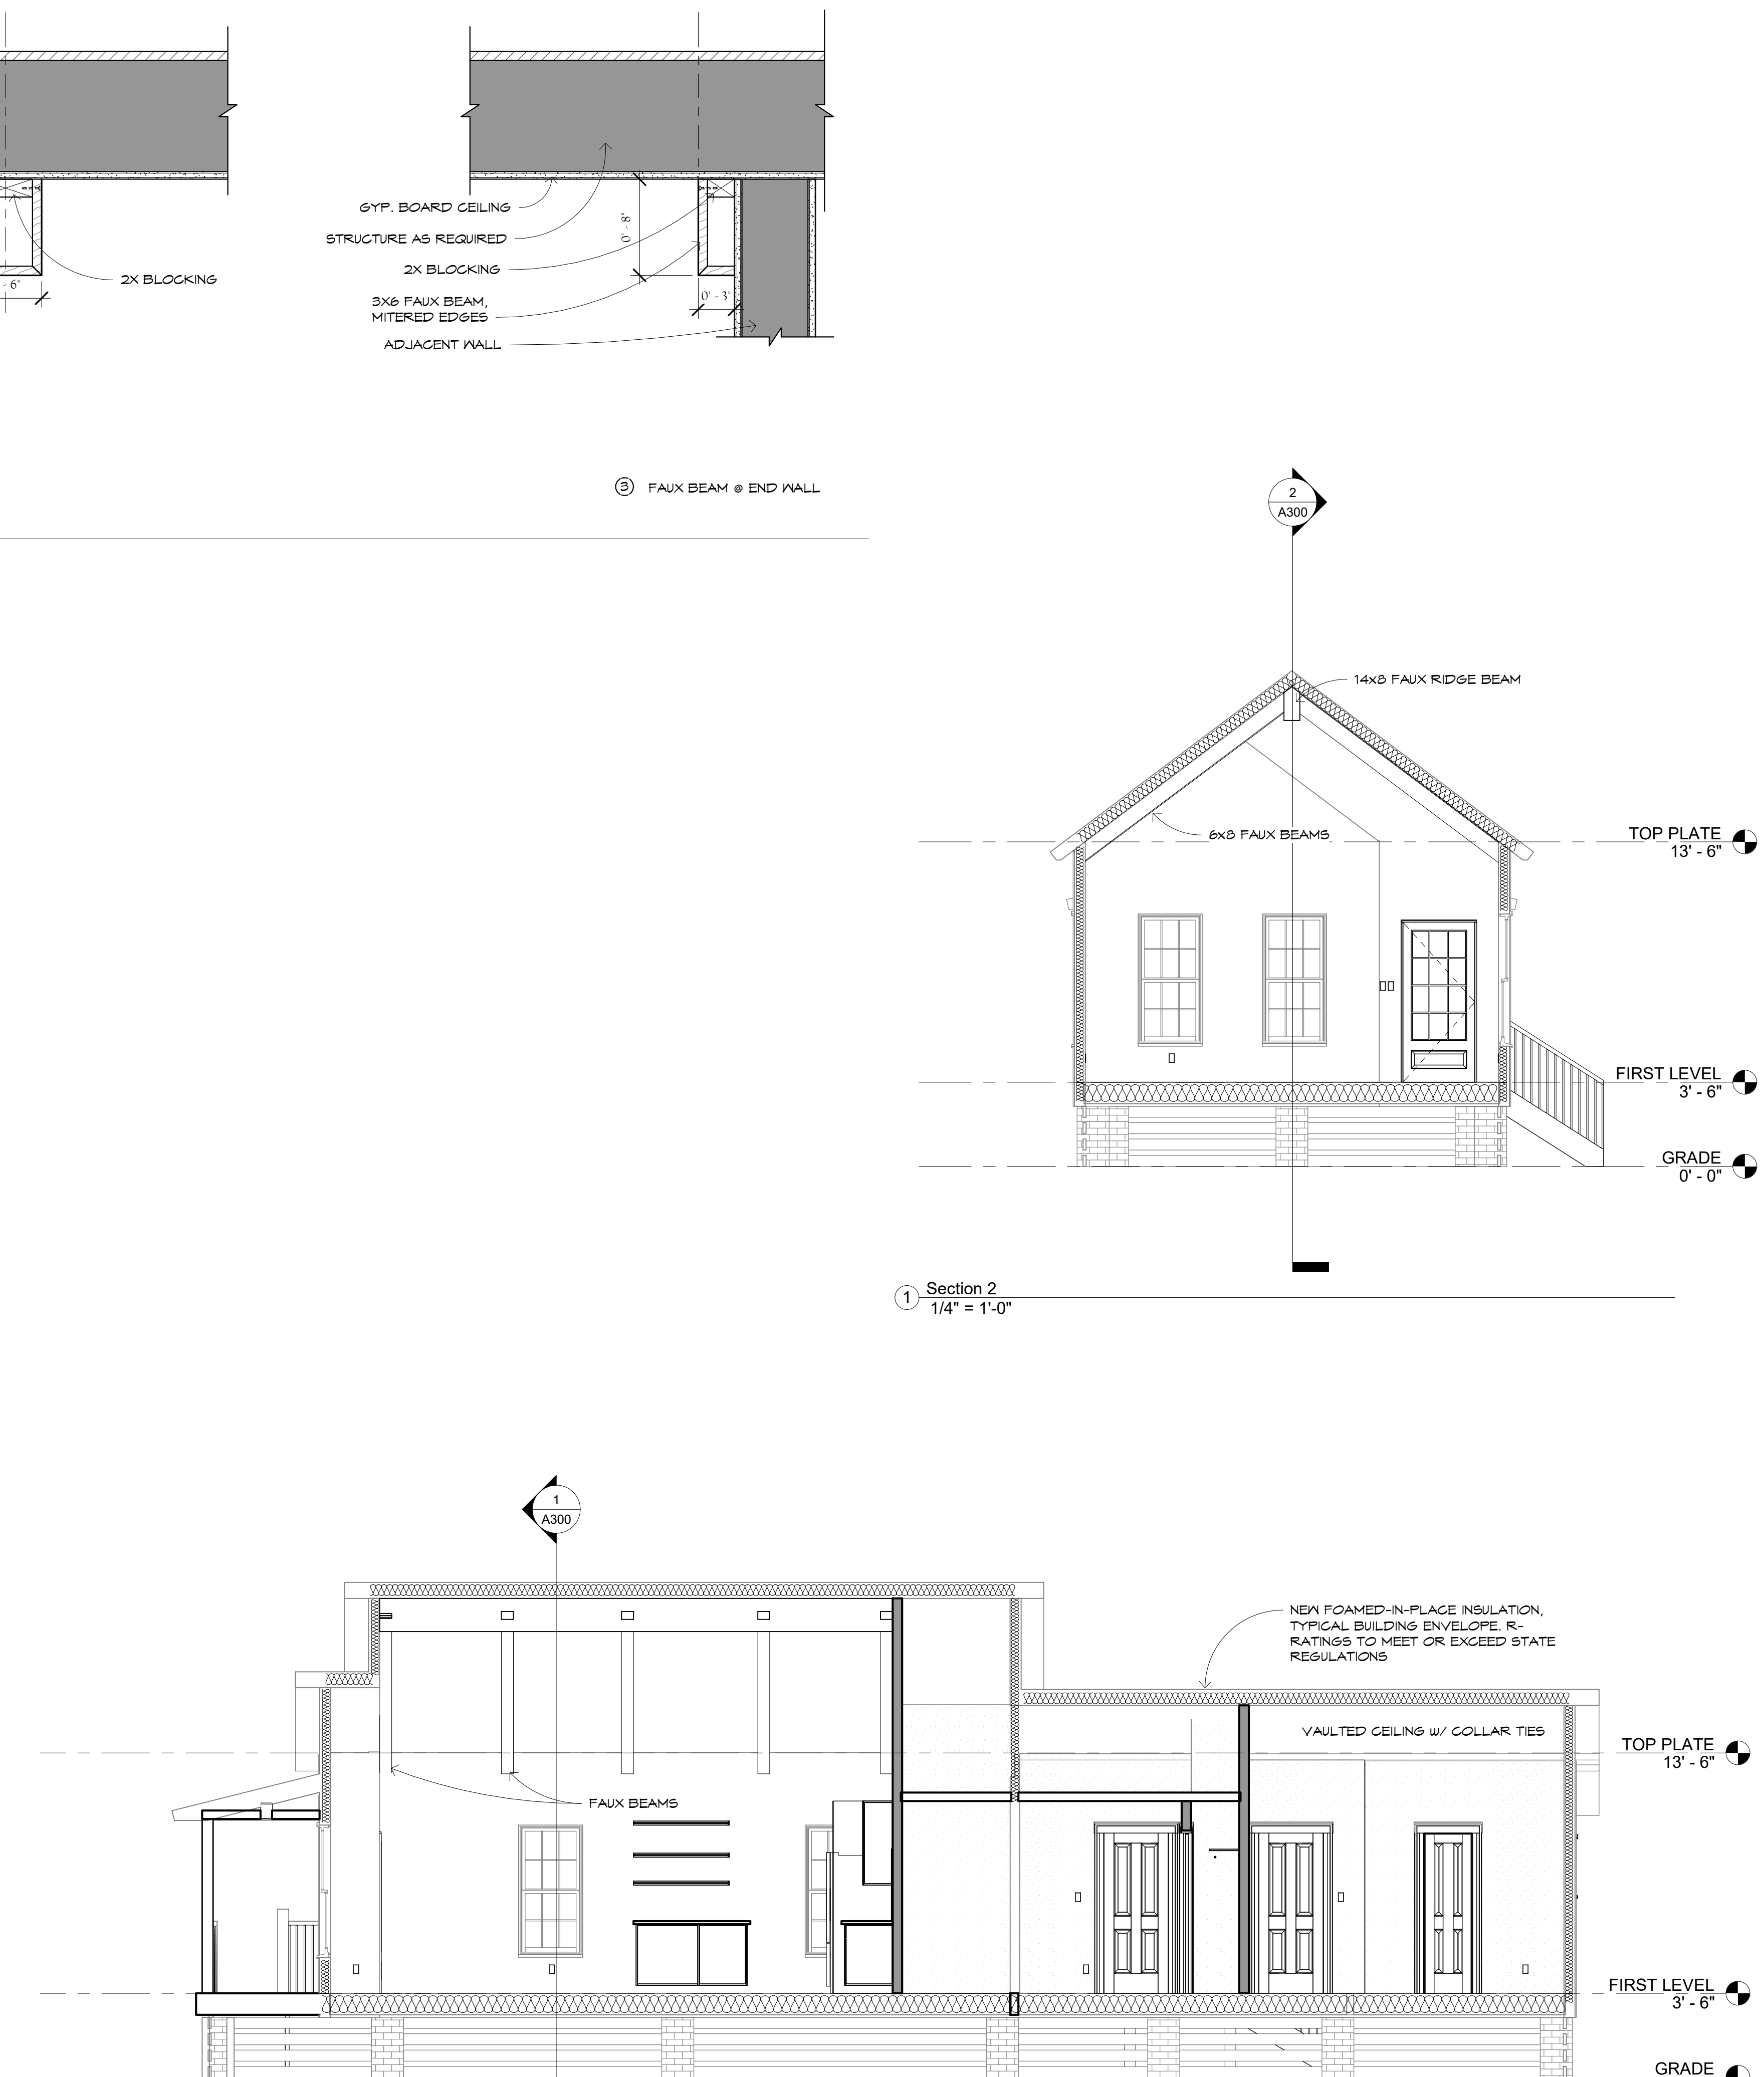 GYP. BOARD CEILING
STRUCTURE AS REQUIRED
2X BLOCKING
3X6 FAUX BEAM,
MITERED EDGES
ADJACENT WALL
0' - 8"
0' - 3"
2X BLOCKING
- 6"
3 FAUX BEAM @ END WALL
2
A300
14x8 FAUX RIDGE BEAM
6x8 FAUX BEAMS
TOP PLATE
13' - 6"
FIRST LEVEL
3' - 6"
GRADE
0' - 0"
1 Section 2
1/4" = 1'-0"
1
A300
NEW FOAMED-IN-PLACE INSULATION,
TYPICAL BUILDING ENVELOPE. R-
RATINGS TO MEET OR EXCEED STATE
REGULATIONS
VAULTED CEILING W/ COLLAR TIES
TOP PLATE
13' - 6"
FAUX BEAMS
FIRST LEVEL
3' - 6"
GRADE